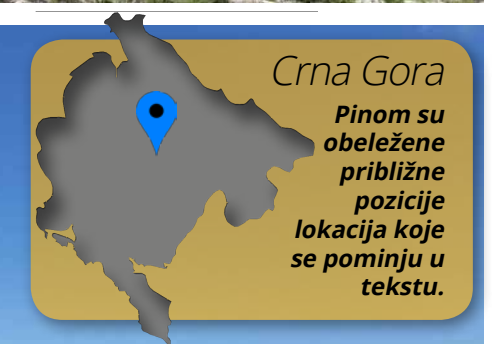 Crna Gora
Pinom su
obeležene
približne
pozicije
lokacija koje
se pominju u
tekstu.